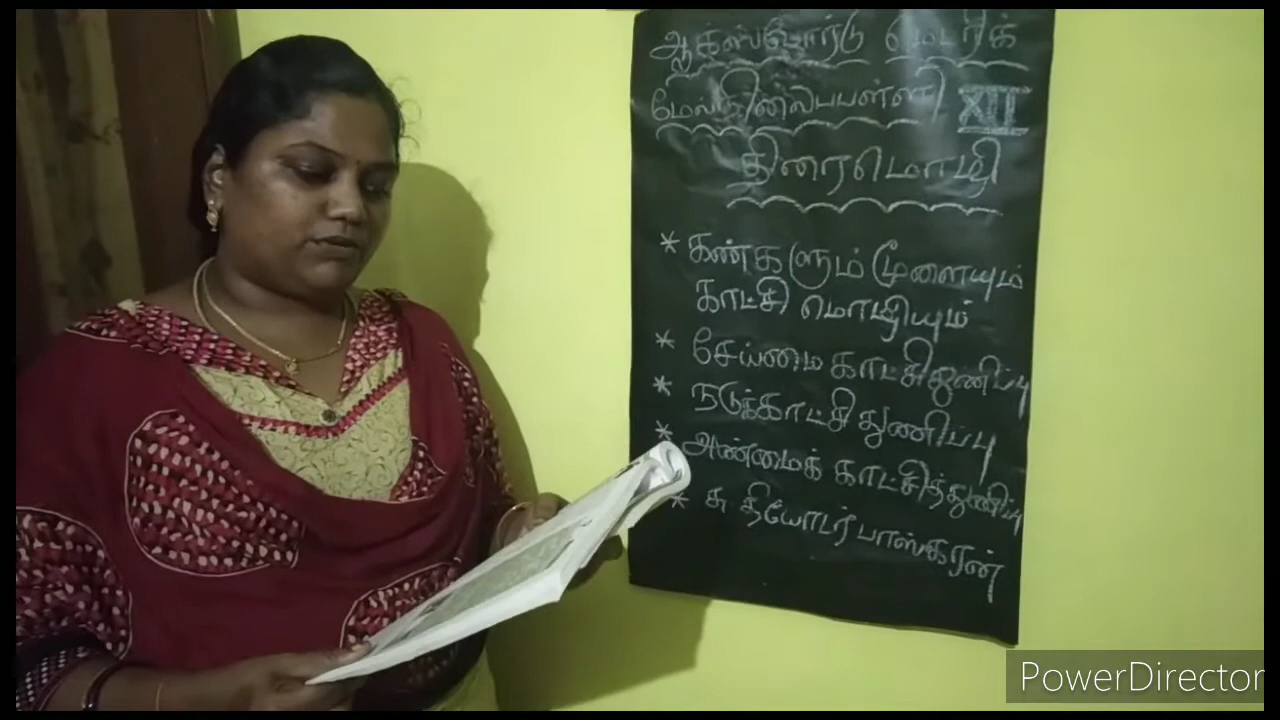 ஆக்ஸ்போர்டு மெட்ரிக்
மேல்நிலைப்பள்ளி XII
திரைமொழி
* கண்களும் மூளையும்
காட்சி மொழியும்
* சேய்மை காட்சி துணிப்பு
* நடுக்காட்சி துணிப்பு
* அண்மைக் காட்சித்துணிப்பு
* சு தியோடர் பாஸ்கரன்
PowerDirector